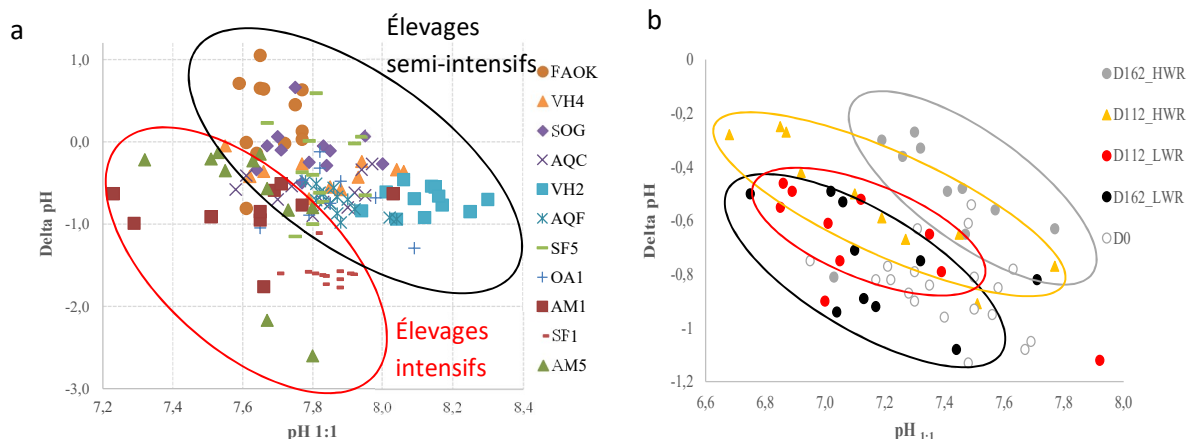 a
Élevages
semi-intensifs
Élevages
intensifs
Delta pH
1,0
0,0
-1,0
-2,0
-3,0
7,2
7,4
7,6
7,8
8,0
8,2
8,4
pH 1:1
FAOK
VH4
SOG
AQC
VH2
AQF
SF5
OA1
AM1
SF1
AM5
b
Delta pH
0
-0,2
-0,4
-0,6
-0,8
-1
-1,2
6,6
6,8
7,0
7,2
7,4
7,6
7,8
8,0
pH 1:1
D162_HWR
D112_HWR
D112_LWR
D162_LWR
D0